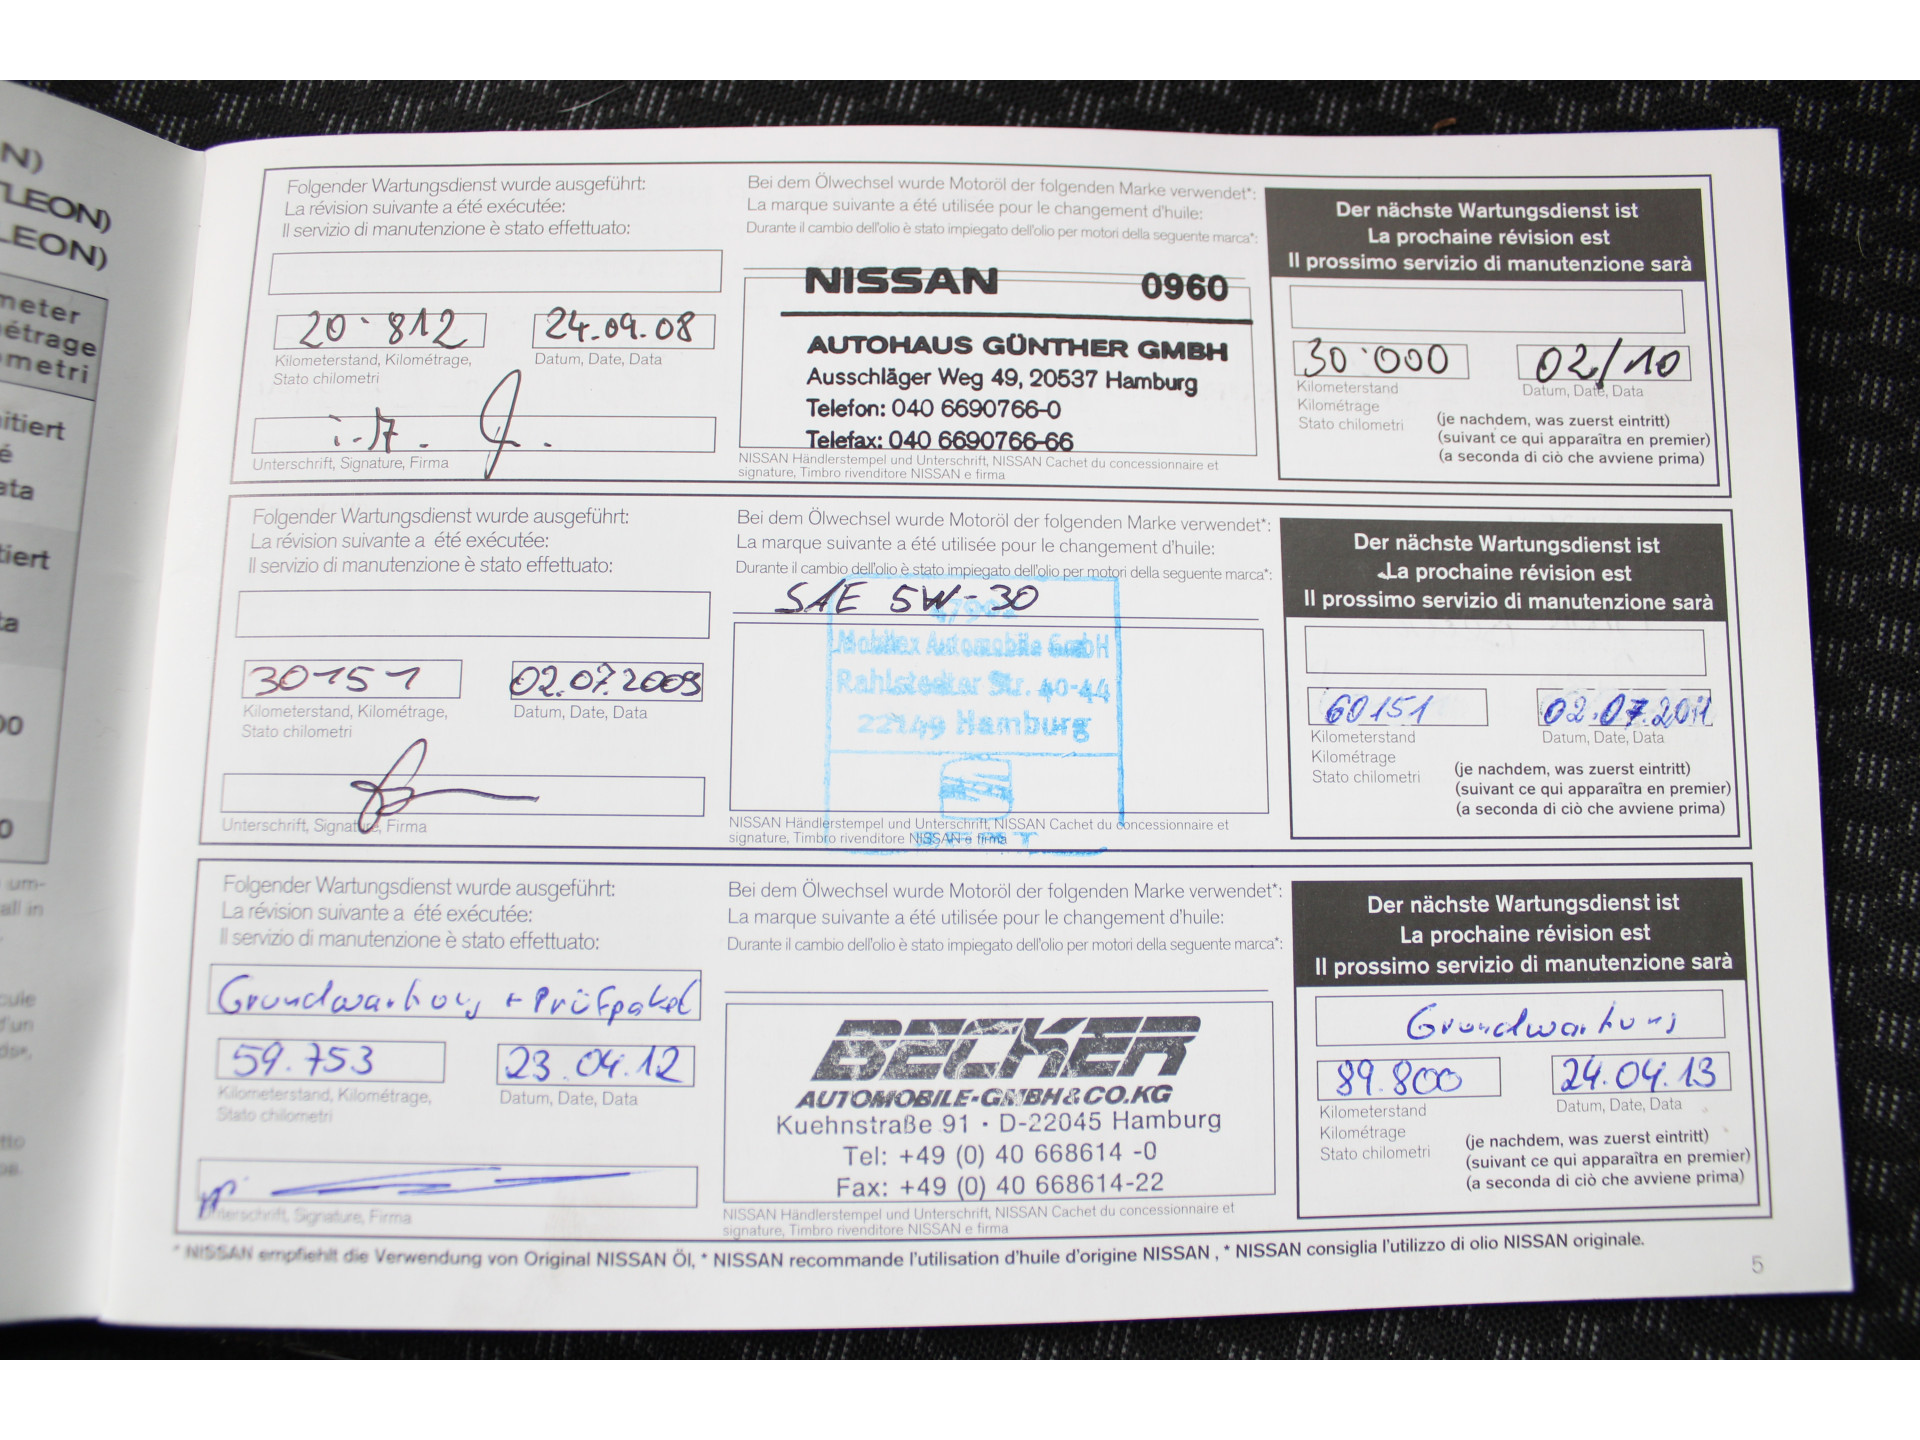 N)
TLEON)
LEON)
meter
étrage
metri
itiert
é
ata
tiert
ta
00
0
um-
all in
cule
d'un
Folgender Wartungsdienst wurde ausgeführt:
La révision suivante a été exécutée:
Il servizio di manutenzione è stato effettuato:
20·812
24.09.08
Kilometerstand, Kilométrage,
Stato chilometri
Datum, Date, Data
Unterschrift, Signature, Firma
Bei dem Ölwechsel wurde Motoröl der folgenden Marke verwendet*:
La marque suivante a été utilisée pour le changement d'huile:
Durante il cambio dell'olio è stato impiegato dell'olio per motori della seguente marca*:
NISSAN 0960
AUTOHAUS GÜNTHER GMBH
Ausschläger Weg 49, 20537 Hamburg
Telefon: 040 6690766-0
Telefax: 040 6690766-66
NISSAN Händlerstempel und Unterschrift, NISSAN Cachet du concessionnaire et
signature, Timbro rivenditore NISSAN e firma
Der nächste Wartungsdienst ist
La prochaine révision est
Il prossimo servizio di manutenzione sarà
30·000
02/10
Kilometerstand
Kilométrage
Stato chilometri
Datum, Date, Data
(je nachdem, was zuerst eintritt)
(suivant ce qui apparaîtra en premier)
(a seconda di ciò che avviene prima)
Folgender Wartungsdienst wurde ausgeführt:
La révision suivante a été exécutée:
Il servizio di manutenzione è stato effettuato:
30151
02.07.2009
Kilometerstand, Kilométrage,
Stato chilometri
Datum, Date, Data
Unterschrift, Signature, Firma
Bei dem Ölwechsel wurde Motoröl der folgenden Marke verwendet*:
La marque suivante a été utilisée pour le changement d'huile:
Durante il cambio dell'olio è stato impiegato dell'olio per motori della seguente marca*:
SAE 5W-30
Mobilex Automobile GmbH
Rahlstedter Str. 40-44
22149 Hamburg
SEAT
NISSAN Händlerstempel und Unterschrift, NISSAN Cachet du concessionnaire et
signature, Timbro rivenditore NISSAN e firma
Der nächste Wartungsdienst ist
La prochaine révision est
Il prossimo servizio di manutenzione sarà
60151
02.07.2011
Kilometerstand
Kilométrage
Stato chilometri
Datum, Date, Data
(je nachdem, was zuerst eintritt)
(suivant ce qui apparaîtra en premier)
(a seconda di ciò che avviene prima)
Folgender Wartungsdienst wurde ausgeführt:
La révision suivante a été exécutée:
Il servizio di manutenzione è stato effettuato:
Grundwartung + Prüfpaket
59.753
23.04.12
Kilometerstand, Kilométrage,
Stato chilometri
Datum, Date, Data
Unterschrift, Signature, Firma
Bei dem Ölwechsel wurde Motoröl der folgenden Marke verwendet*:
La marque suivante a été utilisée pour le changement d'huile:
Durante il cambio dell'olio è stato impiegato dell'olio per motori della seguente marca*:
BECKER
AUTOMOBILE-GMBH&CO.KG
Kuehnstraße 91 · D-22045 Hamburg
Tel: +49 (0) 40 668614 -0
Fax: +49 (0) 40 668614-22
NISSAN Händlerstempel und Unterschrift, NISSAN Cachet du concessionnaire et
signature, Timbro rivenditore NISSAN e firma
Der nächste Wartungsdienst ist
La prochaine révision est
Il prossimo servizio di manutenzione sarà
Grundwartung
89.800
24.04.13
Kilometerstand
Kilométrage
Stato chilometri
Datum, Date, Data
(je nachdem, was zuerst eintritt)
(suivant ce qui apparaîtra en premier)
(a seconda di ciò che avviene prima)
* NISSAN empfiehlt die Verwendung von Original NISSAN Öl, * NISSAN recommande l'utilisation d'huile d'origine NISSAN , * NISSAN consiglia l'utilizzo di olio NISSAN originale.
5